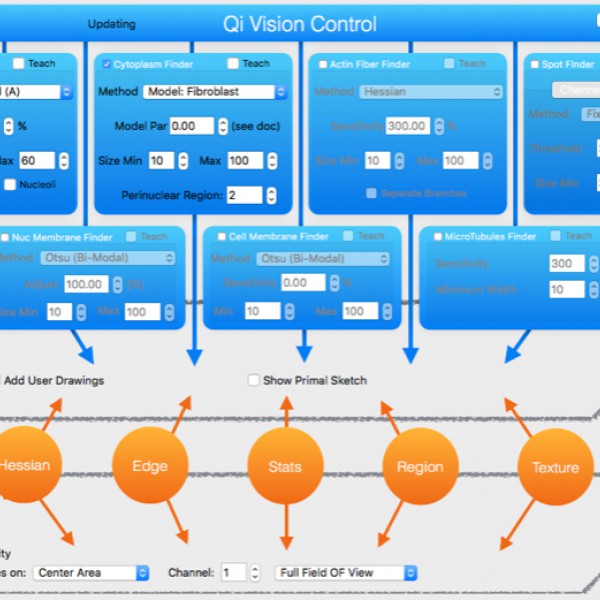 Updating Qi Vision Control
Teach
Cytoplasm Finder Teach
Actin Fiber Finder Teach
Spot FInder
(A)
Method Model: Fibroblast
Method Hessian
Channe
%
Model Par 0.00 (see doc)
Sensitivity 300.00 %
Method Fix
Max 60
Size Min 10 Max 100
Size Min 10 Max 100
Threshold
Nucleoli
Perinuclear Region: 2
Separate Branches
Size Min
Nuc Membrane Finder Teach
Cell Membrane Finder Teach
MicroTubules Finder Teach
Method Otsu (Bi-Modal)
Method Otsu (Bi-Modal)
Sensitivity 300
Adjust 100.00 (%)
Sensitivity 0.00 %
Minimum Width 10
Size Min 10 Max 100
Min 10 Max 100
Add User Drawings
Show Primal Sketch
Hessian
Edge
Stats
Region
Texture
ity
es on: Center Area Channel: 1 Full Field OF View